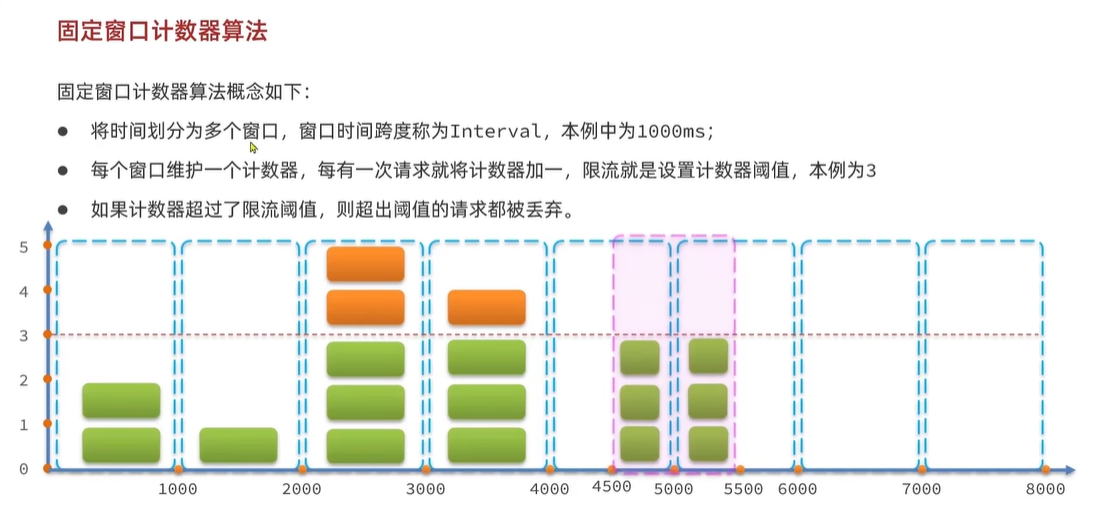 固定窗口计数器算法
固定窗口计数器算法概念如下：
● 将时间划分为多个窗口，窗口时间跨度称为Interval，本例中为1000ms；
● 每个窗口维护一个计数器，每有一次请求就将计数器加一，限流就是设置计数器阈值，本例为3
● 如果计数器超过了限流阈值，则超出阈值的请求都被丢弃。
5
4
3
2
1
0
1000 2000 3000 4000 4500 5000 5500 6000 7000 8000